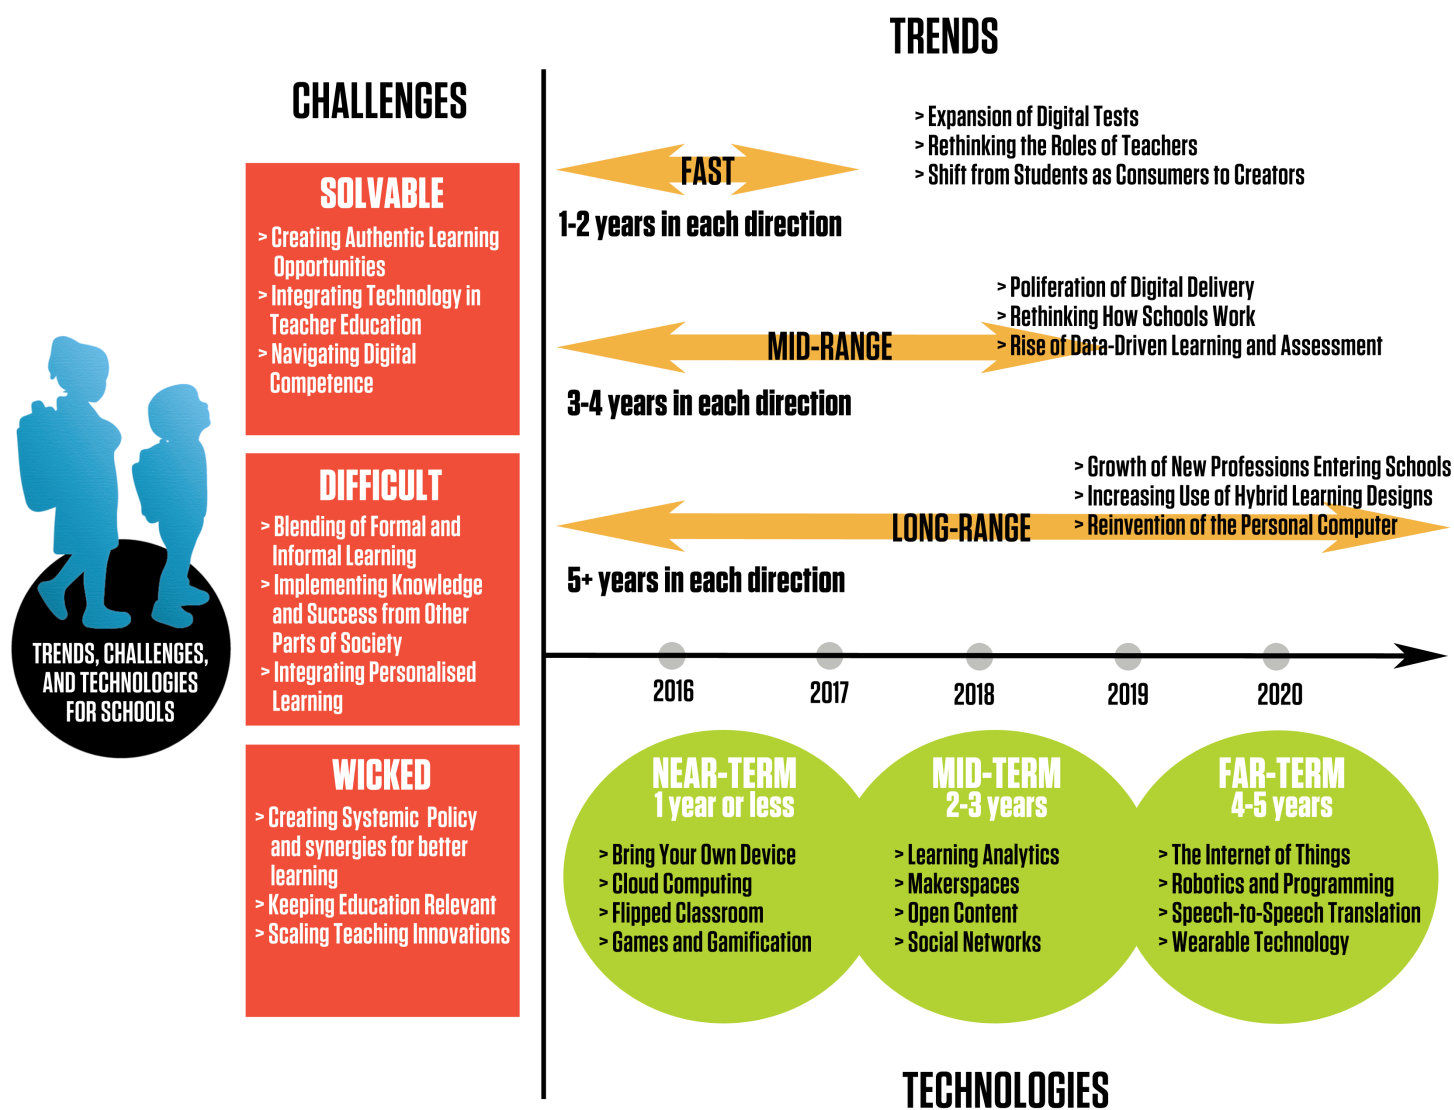 TRENDS, CHALLENGES,
AND TECHNOLOGIES
FOR SCHOOLS
CHALLENGES
SOLVABLE
> Creating Authentic Learning
Opportunities
> Integrating Technology in
Teacher Education
> Navigating Digital
Competence
DIFFICULT
> Blending of Formal and
Informal Learning
> Implementing Knowledge
and Success from Other
Parts of Society
> Integrating Personalised
Learning
WICKED
> Creating Systemic Policy
and synergies for better
learning
> Keeping Education Relevant
> Scaling Teaching Innovations
TRENDS
FAST
1-2 years in each direction
> Expansion of Digital Tests
> Rethinking the Roles of Teachers
> Shift from Students as Consumers to Creators
MID-RANGE
3-4 years in each direction
> Poliferation of Digital Delivery
> Rethinking How Schools Work
> Rise of Data-Driven Learning and Assessment
LONG-RANGE
5+ years in each direction
> Growth of New Professions Entering Schools
> Increasing Use of Hybrid Learning Designs
> Reinvention of the Personal Computer
2016 2017 2018 2019 2020
NEAR-TERM
1 year or less
> Bring Your Own Device
> Cloud Computing
> Flipped Classroom
> Games and Gamification
MID-TERM
2-3 years
> Learning Analytics
> Makerspaces
> Open Content
> Social Networks
FAR-TERM
4-5 years
> The Internet of Things
> Robotics and Programming
> Speech-to-Speech Translation
> Wearable Technology
TECHNOLOGIES